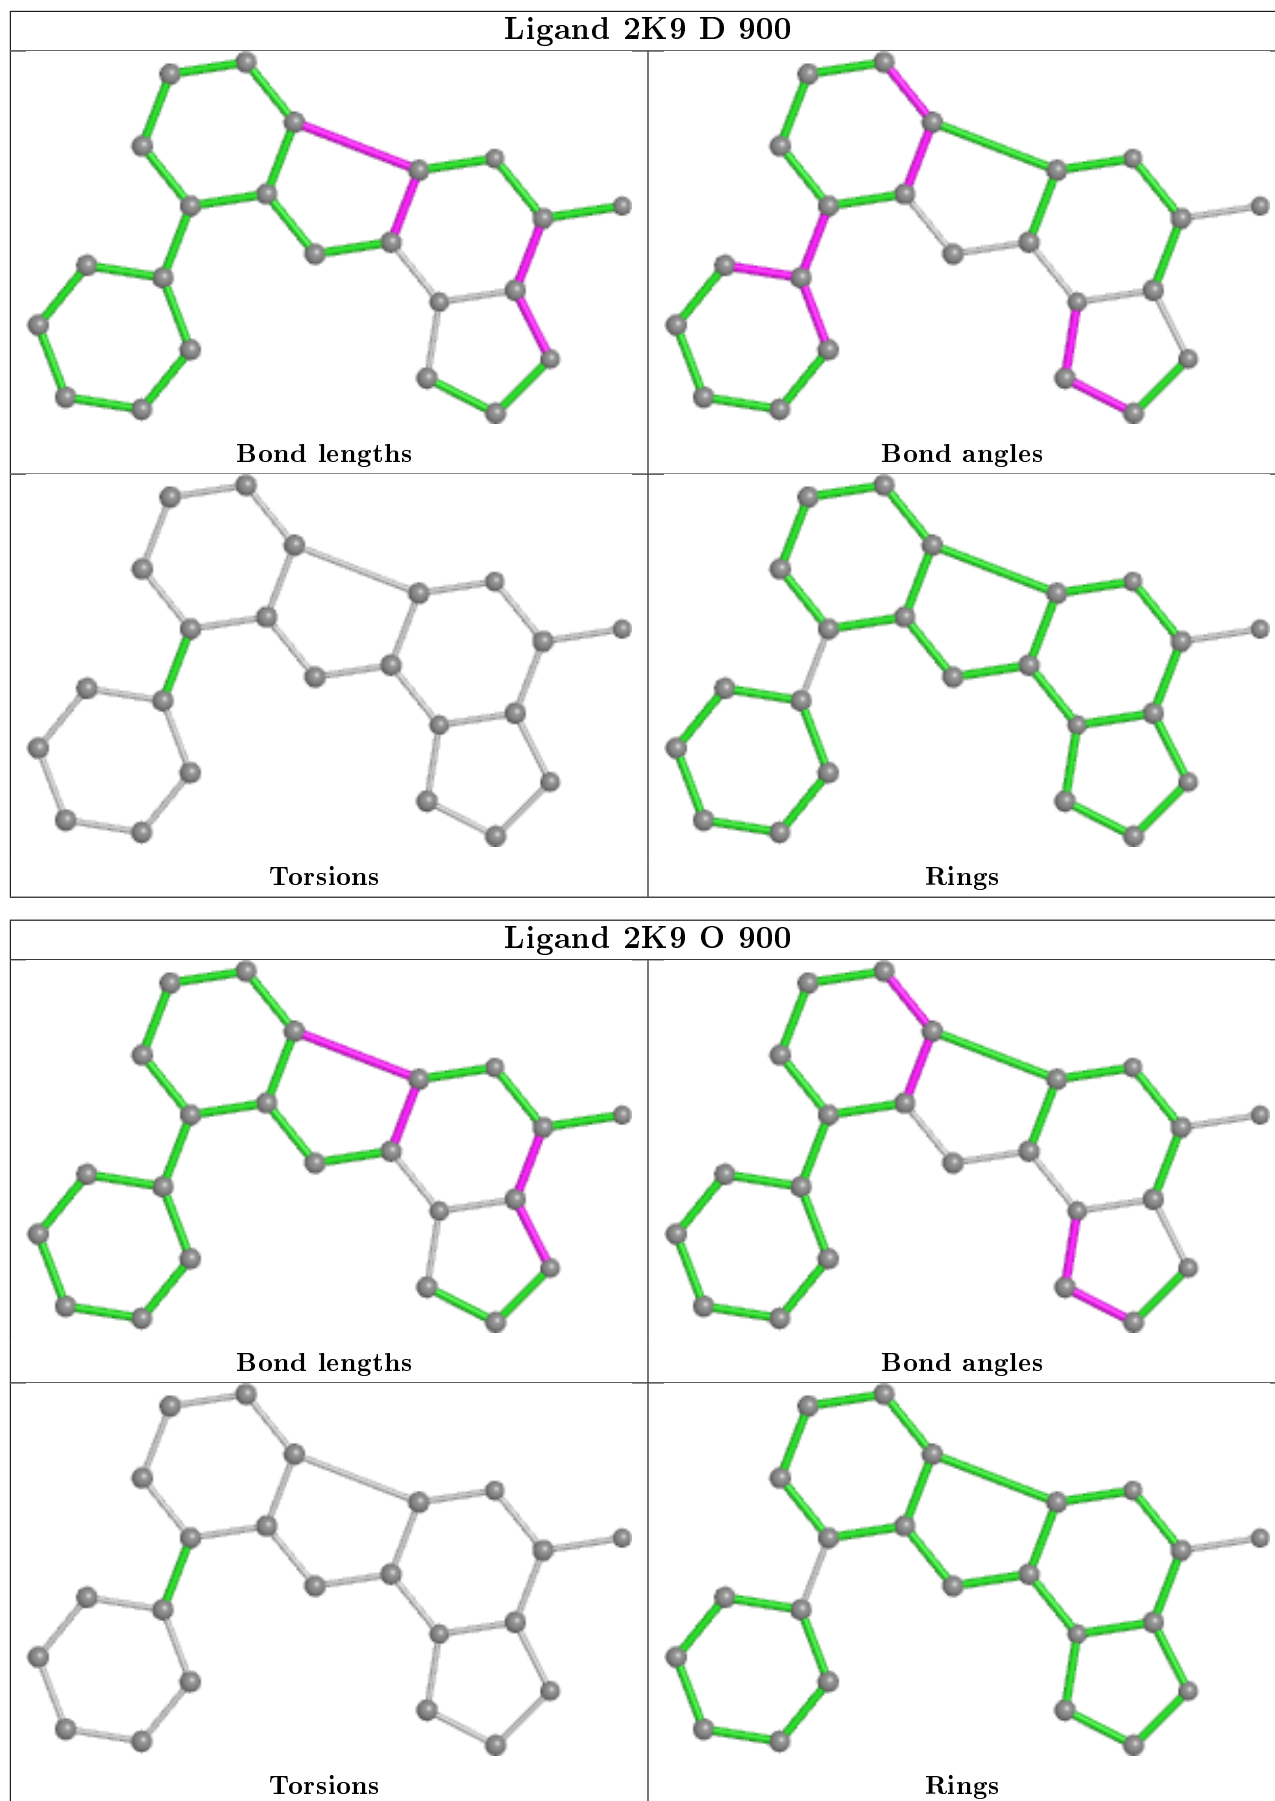 Ligand 2K9 D 900
Bond lengths
Bond angles
Torsions
Rings
Ligand 2K9 O 900
Bond lengths
Bond angles
Torsions
Rings